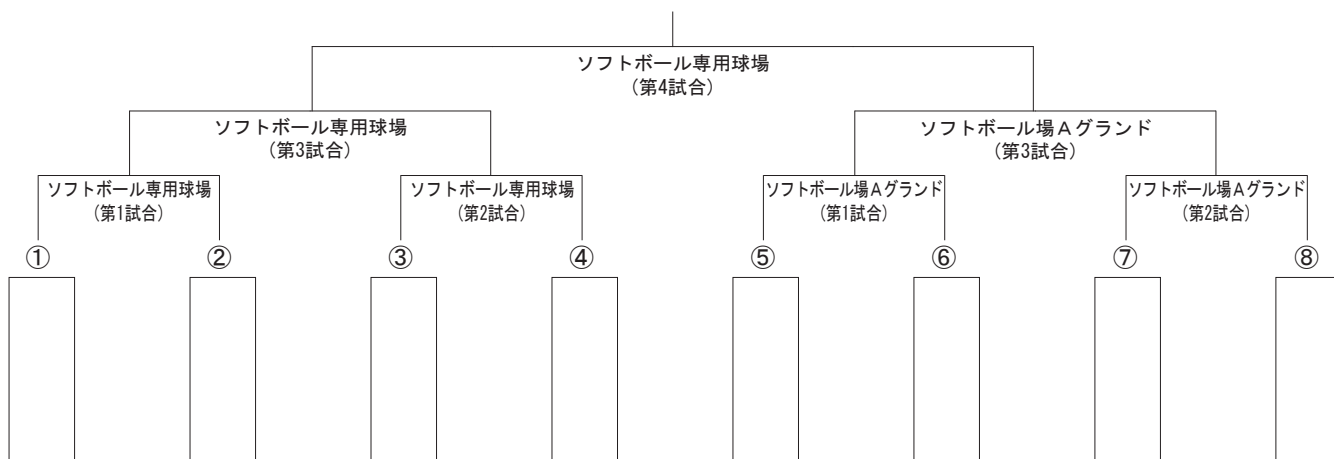 ソフトボール専用球場
(第4試合)
ソフトボール専用球場
(第3試合)
ソフトボール場Aグランド
(第3試合)
ソフトボール専用球場
(第1試合)
ソフトボール専用球場
(第2試合)
ソフトボール場Aグランド
(第1試合)
ソフトボール場Aグランド
(第2試合)
① ② ③ ④ ⑤ ⑥ ⑦ ⑧